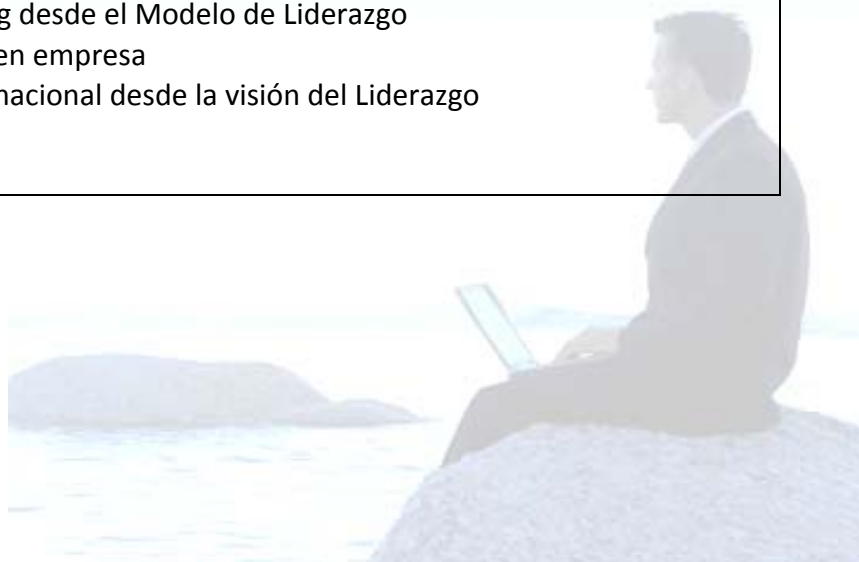 g desde el Modelo de Liderazgo
en empresa
nacional desde la visión del Liderazgo